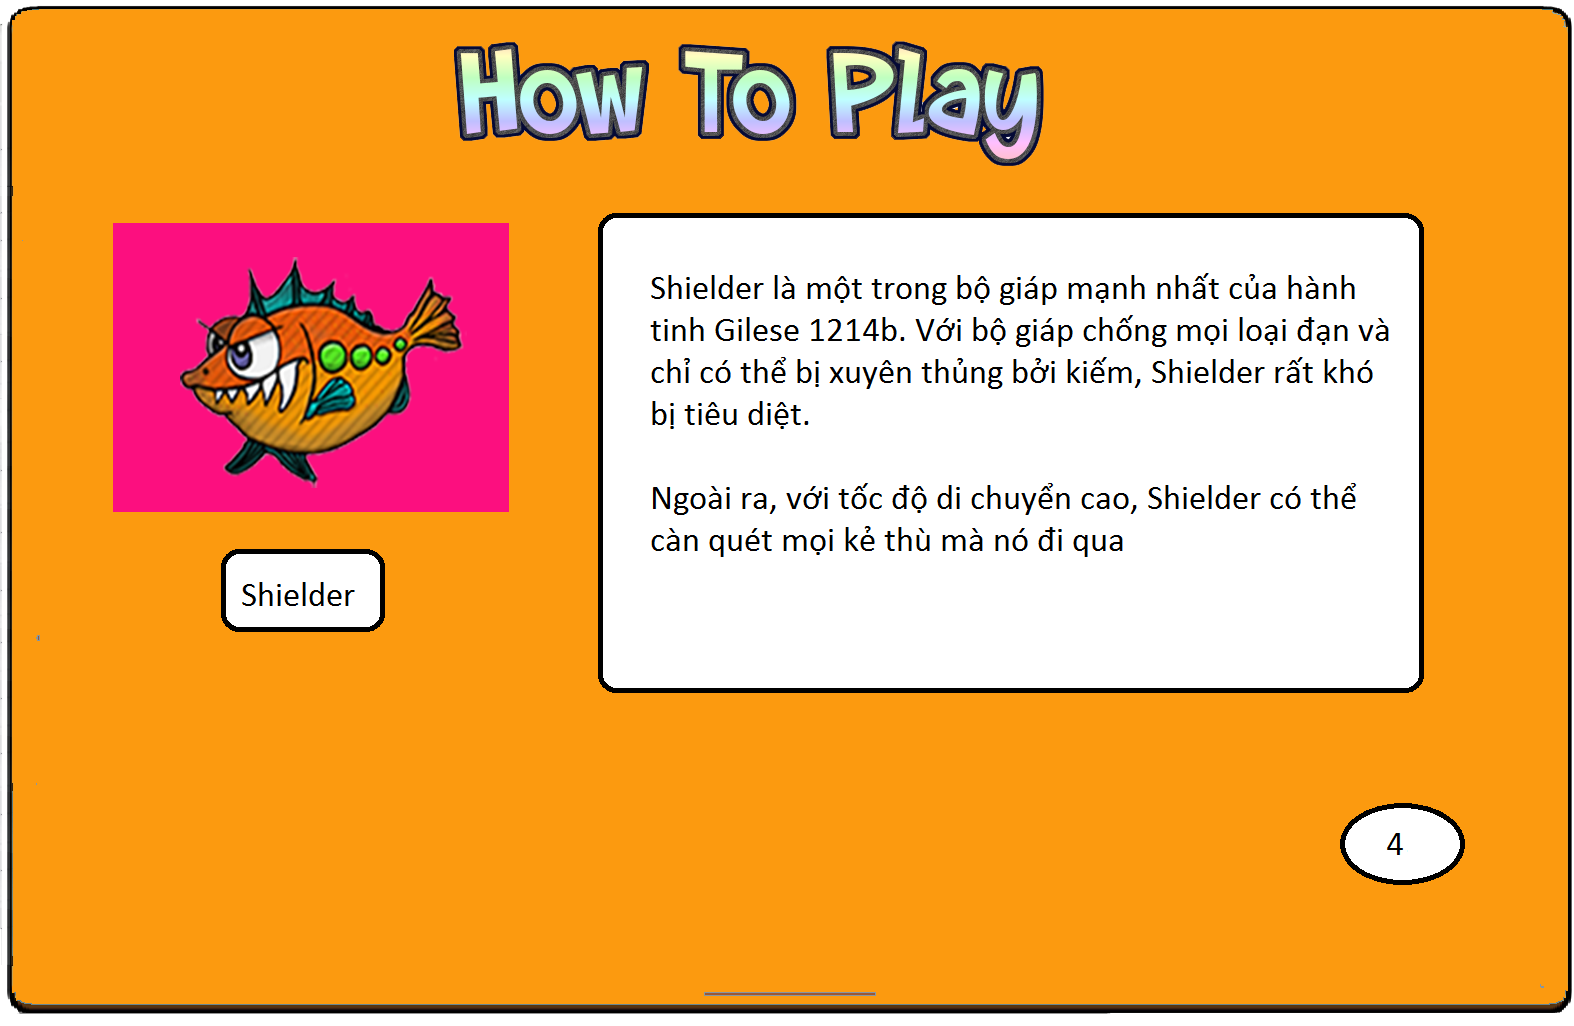 How To Play
Shielder là một trong bộ giáp mạnh nhất của hành
tinh Gilese 1214b. Với bộ giáp chống mọi loại đạn và
chỉ có thể bị xuyên thủng bởi kiếm, Shielder rất khó
bị tiêu diệt.
Ngoài ra, với tốc độ di chuyển cao, Shielder có thể
càn quét mọi kẻ thù mà nó đi qua
Shielder
4